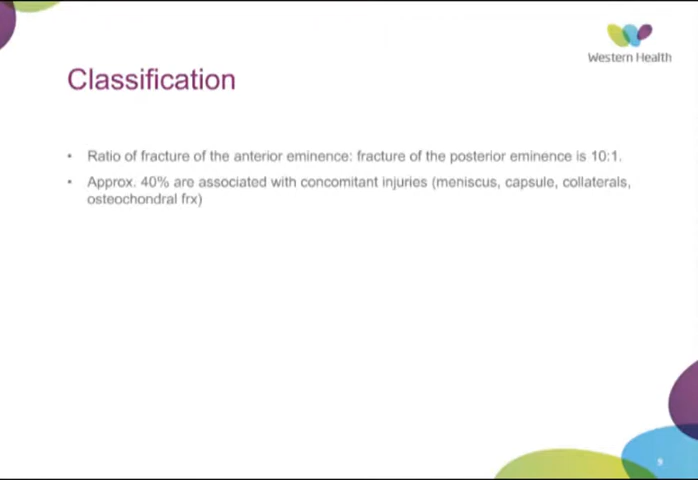 Western Health
Classification
• Ratio of fracture of the anterior eminence: fracture of the posterior eminence is 10:1.
• Approx. 40% are associated with concomitant injuries (meniscus, capsule, collaterals,
osteochondral frx)
9